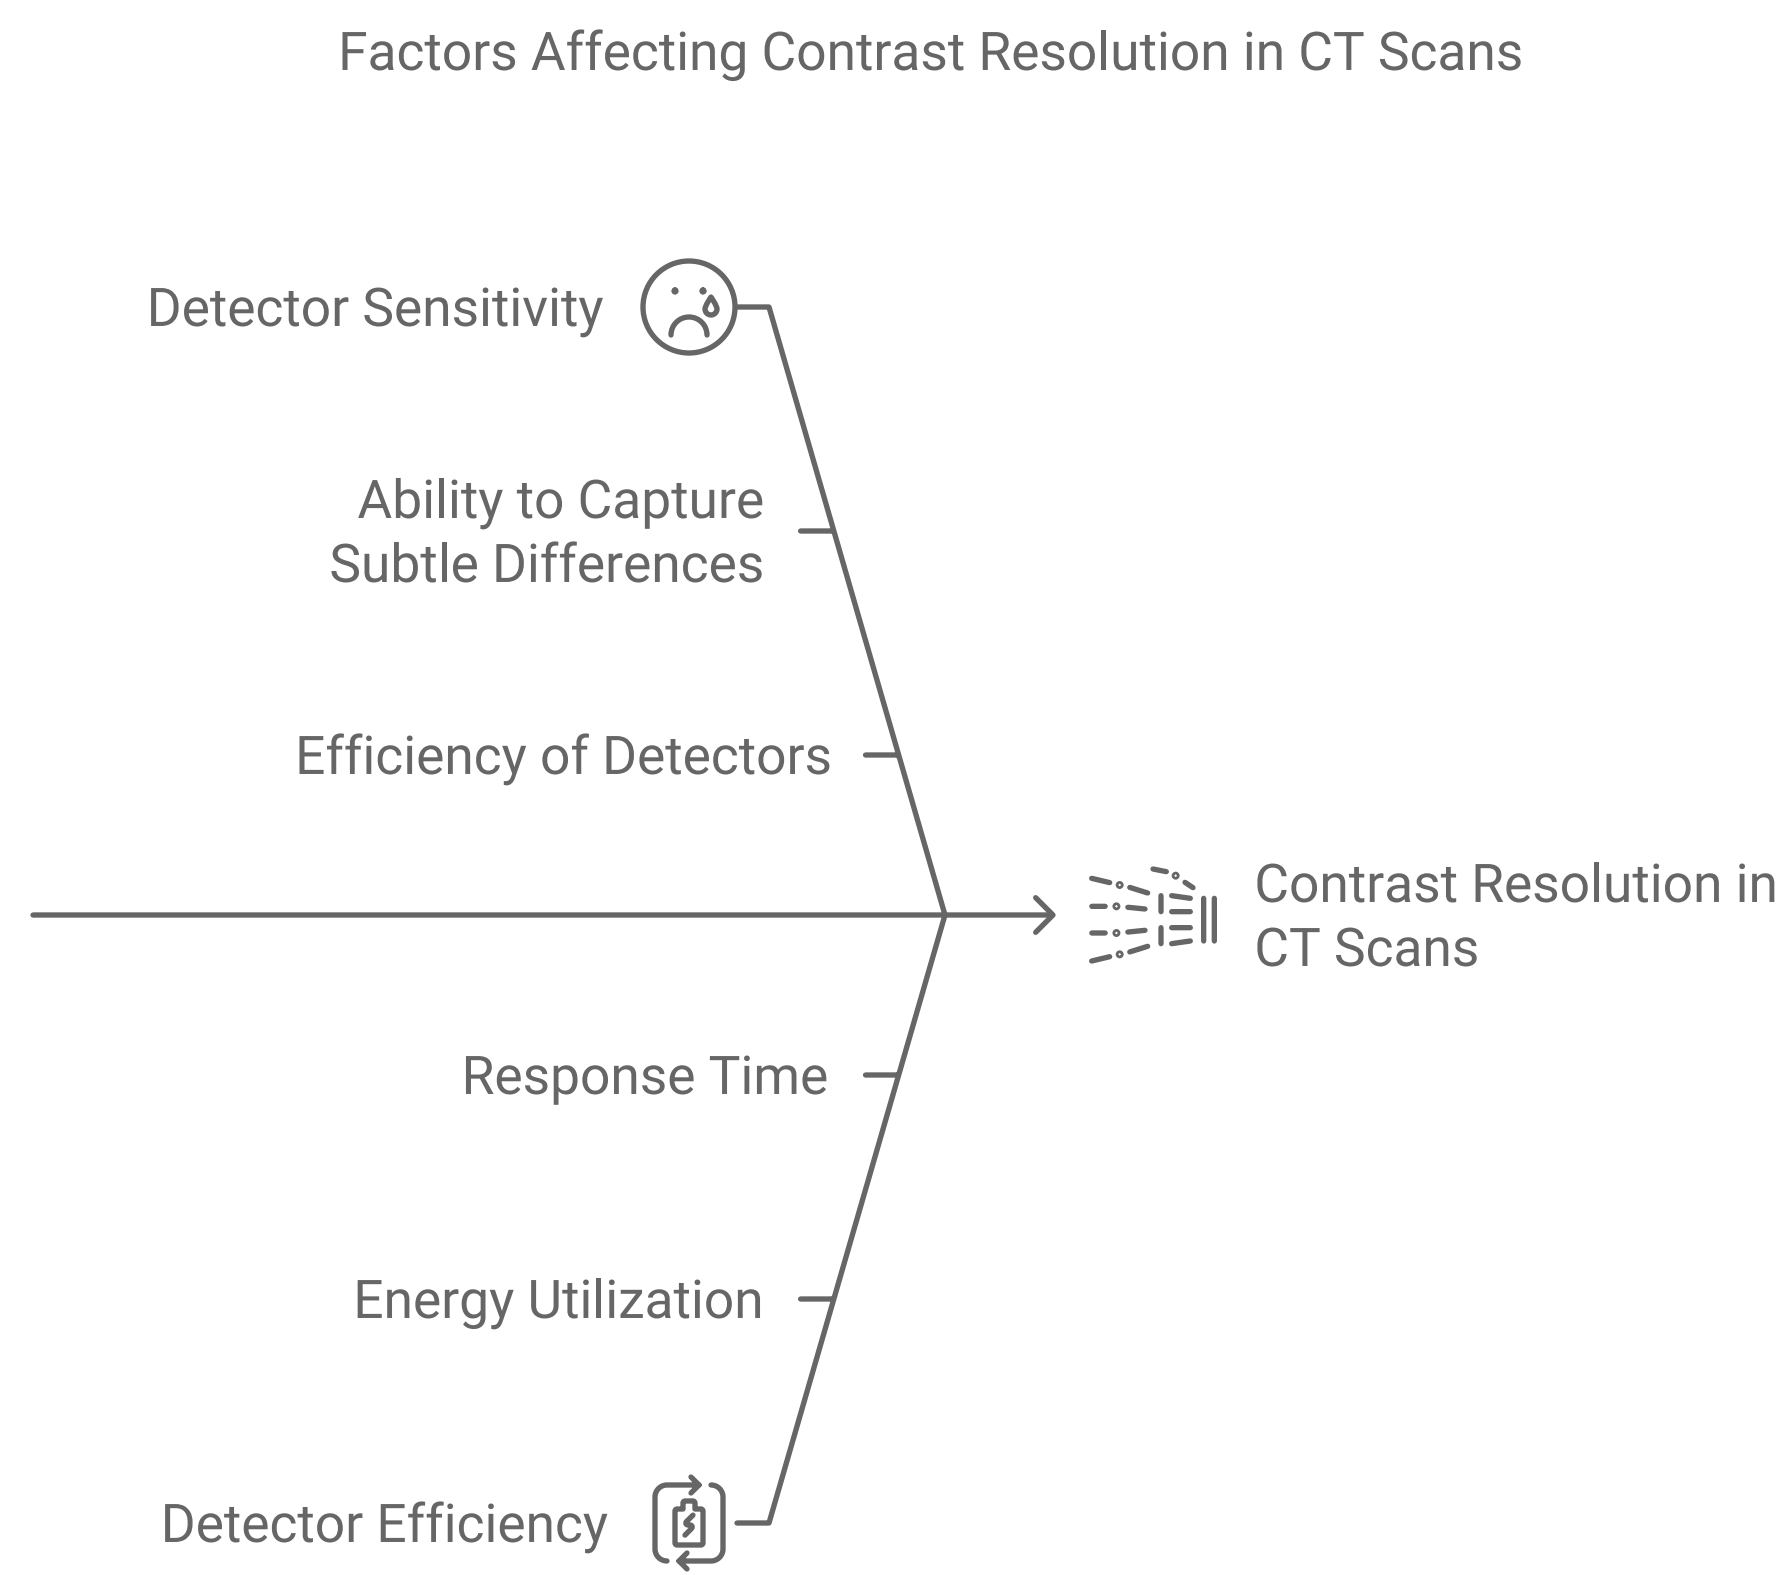 Factors Affecting Contrast Resolution in CT Scans
Detector Sensitivity
Ability to Capture
Subtle Differences
Efficiency of Detectors
Contrast Resolution in
CT Scans
Response Time
Energy Utilization
Detector Efficiency